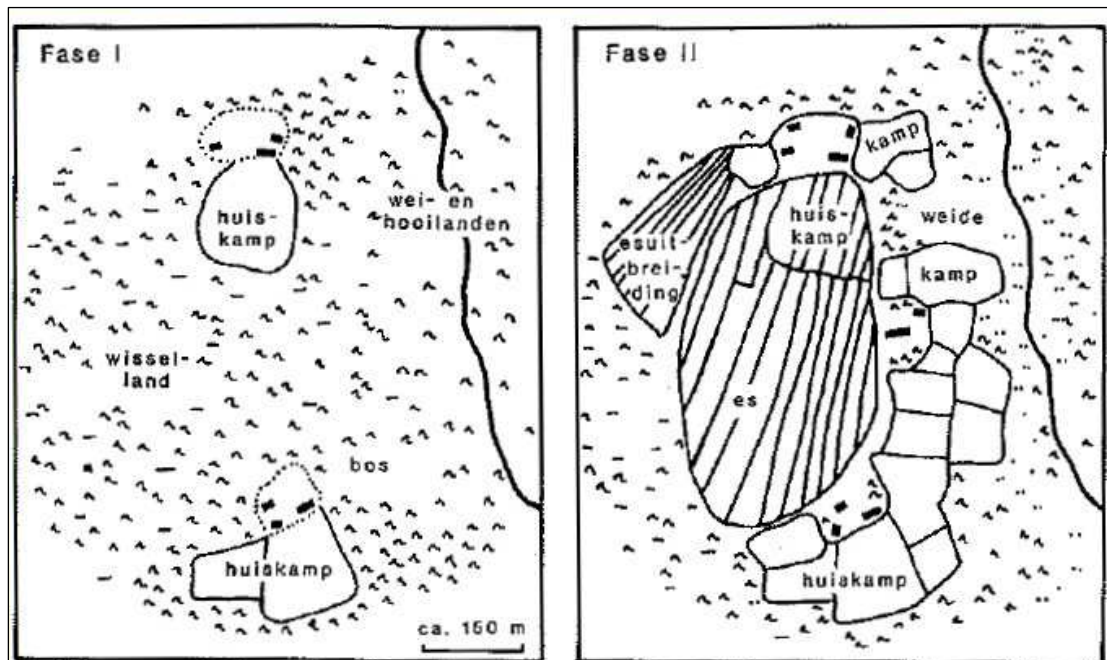 Fase I
huis-
kamp
wei- en
hooilanden
wissel-
land
bos
huiskamp
ca. 150 m
Fase II
kamp
huis-
kamp
weide
esuit-
brei-
ding
kamp
es
huiskamp